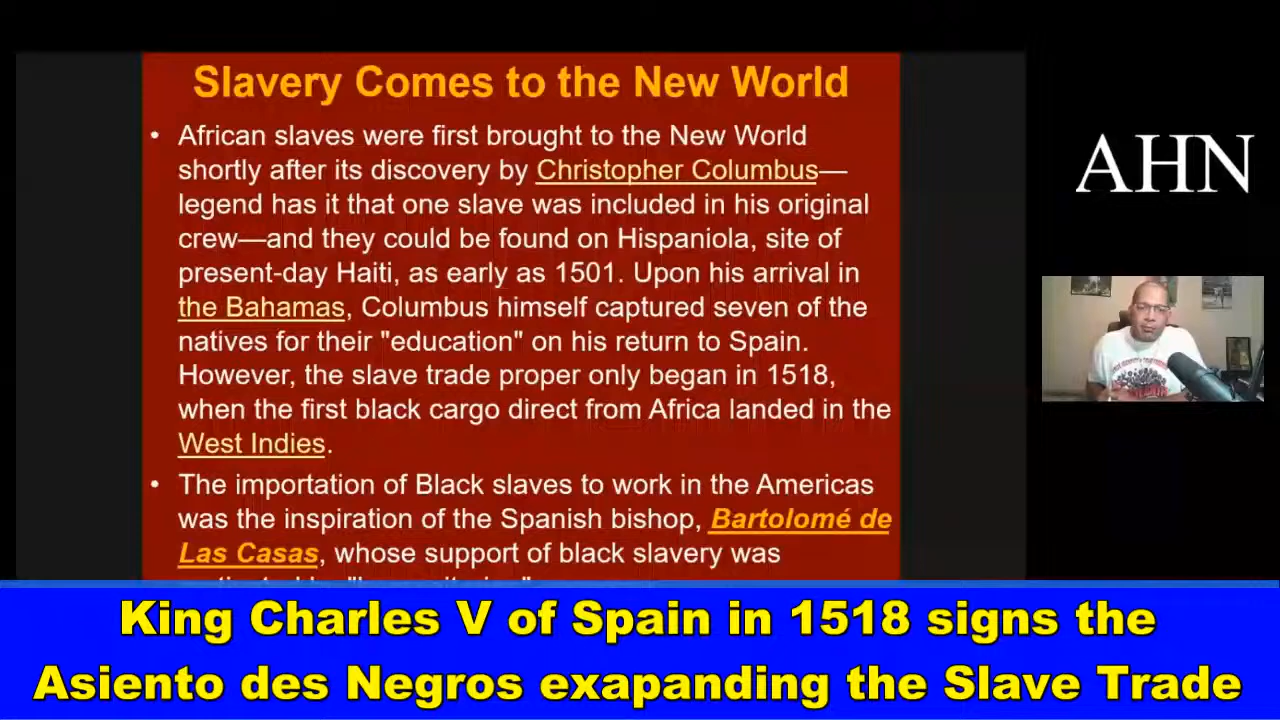 Slavery Comes to the New World
• African slaves were first brought to the New World
shortly after its discovery by Christopher Columbus—
legend has it that one slave was included in his original
crew—and they could be found on Hispaniola, site of
present-day Haiti, as early as 1501. Upon his arrival in
the Bahamas, Columbus himself captured seven of the
natives for their "education" on his return to Spain.
However, the slave trade proper only began in 1518,
when the first black cargo direct from Africa landed in the
West Indies.
• The importation of Black slaves to work in the Americas
was the inspiration of the Spanish bishop, Bartolomé de
Las Casas, whose support of black slavery was
AHN
King Charles V of Spain in 1518 signs the
Asiento des Negros exapanding the Slave Trade